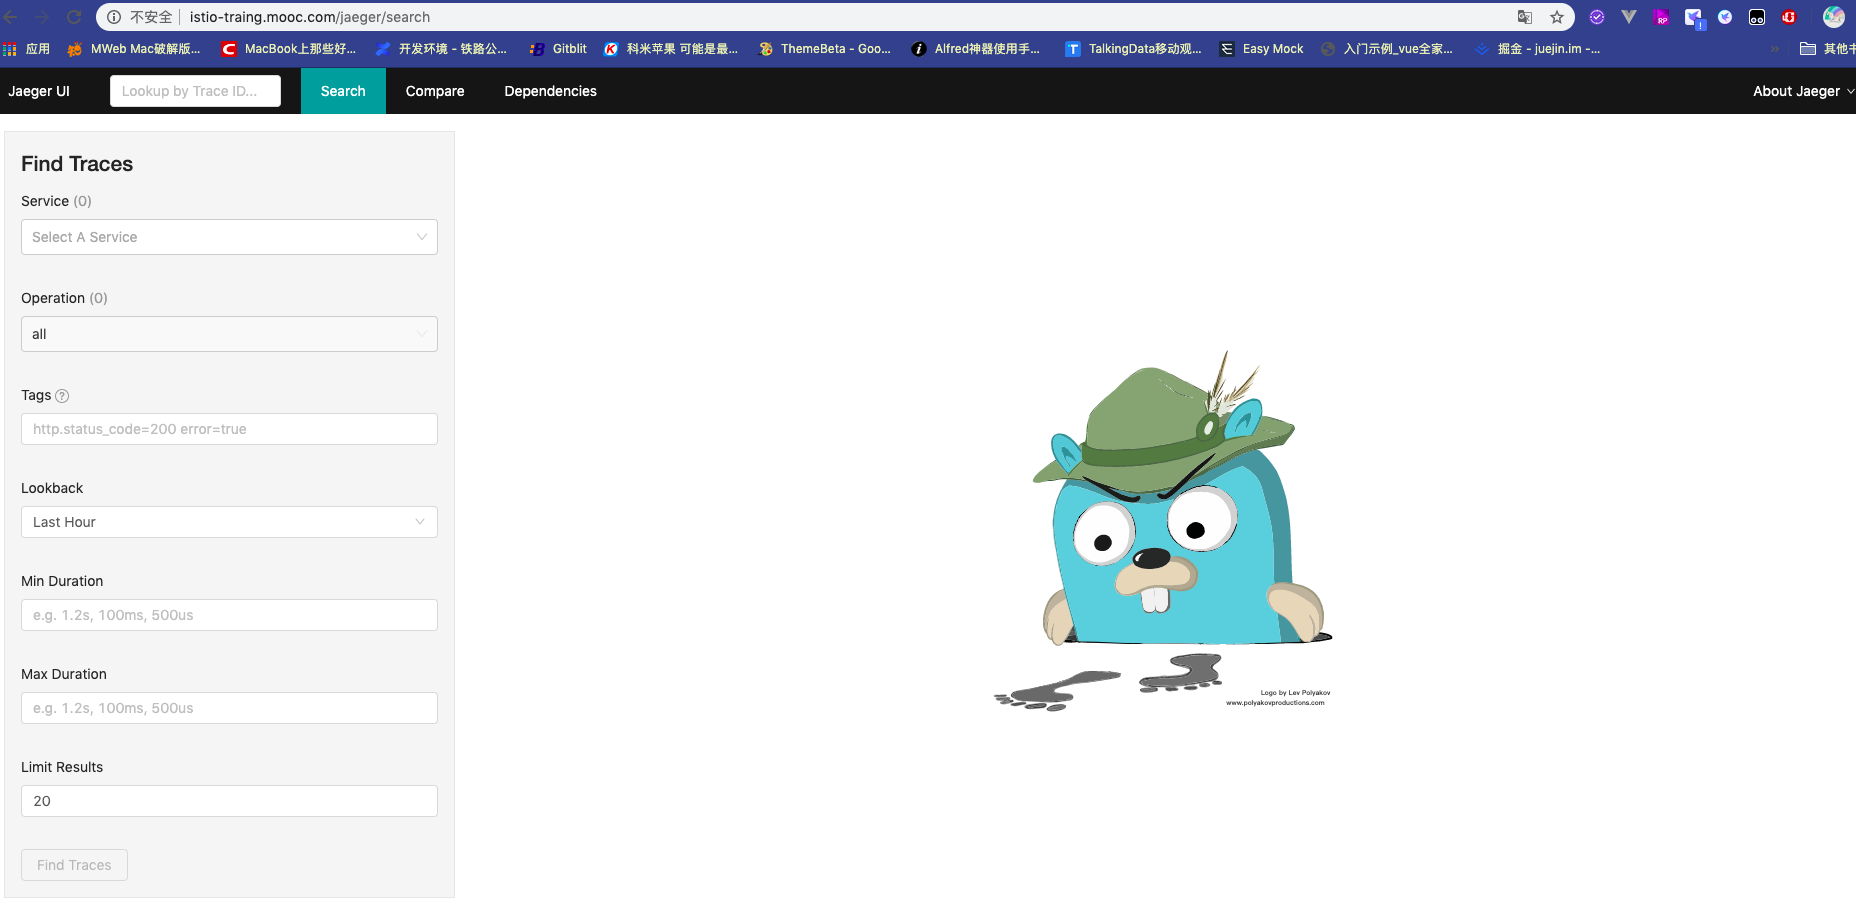 不安全 istio-traing.mooc.com/jaeger/search
应用 MWeb Mac破解版... MacBook上那些好... 开发环境 - 铁路公... Gitblit 科米苹果 可能是最... ThemeBeta - Goo... Alfred神器使用手... TalkingData移动观... Easy Mock 入门示例_vue全家... 掘金 - juejin.im -... » 其他书
Jaeger UI Lookup by Trace ID... Search Compare Dependencies About Jaeger
Find Traces
Service (0)
Select A Service
Operation (0)
all
Tags ?
http.status_code=200 error=true
Lookback
Last Hour
Min Duration
e.g. 1.2s, 100ms, 500us
Max Duration
e.g. 1.2s, 100ms, 500us
Limit Results
20
Find Traces
Logo by Lev Polyakov
www.polyakovproductions.com